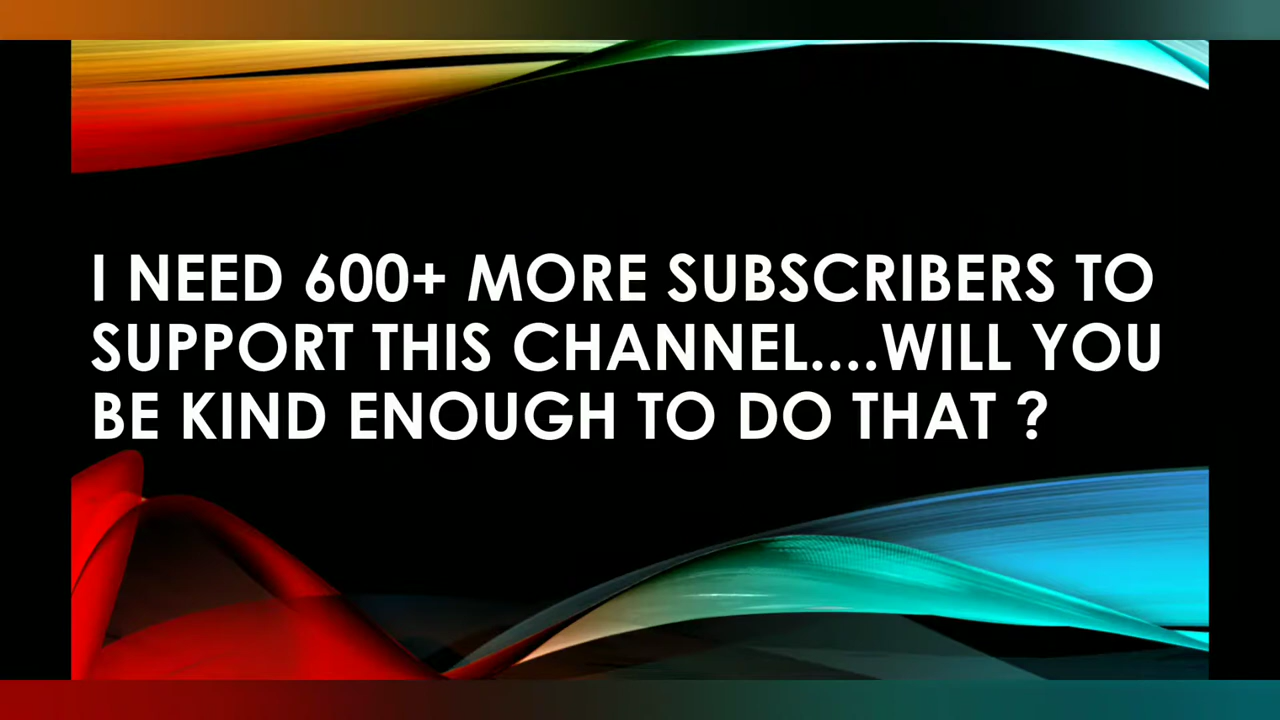 I NEED 600+ MORE SUBSCRIBERS TO
SUPPORT THIS CHANNEL....WILL YOU
BE KIND ENOUGH TO DO THAT ?